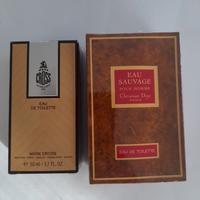 CROSS
EAU
DE TOILETTE
50 ml - 1.7 FL. OZ
EAU
SAUVAGE
POUR HOMME
Christian Dior
PARIS
EAU DE TOILETTE